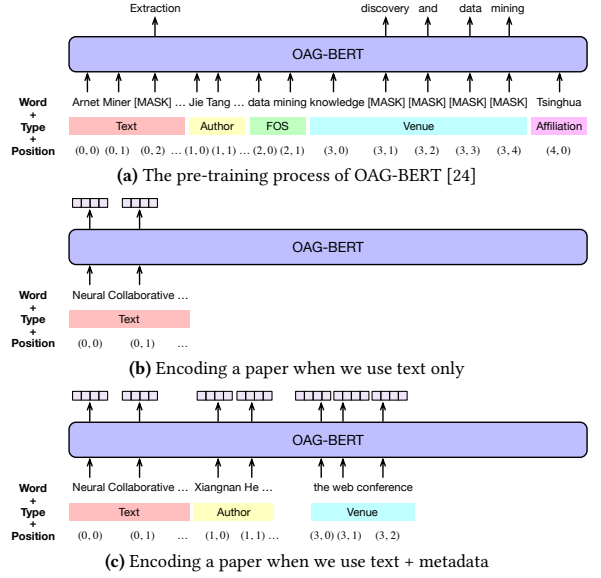 Extraction discovery and data mining
OAG-BERT
Word Arnet Miner [MASK] ... Jie Tang ... data mining knowledge [MASK] [MASK] [MASK] [MASK] Tsinghua
+
Type Text Author FOS Venue Affiliation
+
Position (0, 0) (0, 1) (0, 2) ... (1, 0) (1, 1) ... (2, 0) (2, 1) (3, 0) (3, 1) (3, 2) (3, 3) (3, 4) (4, 0)
(a) The pre-training process of OAG-BERT [24]
OAG-BERT
Word Neural Collaborative ...
+
Type Text
+
Position (0, 0) (0, 1) ...
(b) Encoding a paper when we use text only
OAG-BERT
Word Neural Collaborative ... Xiangnan He ... the web conference
+
Type Text Author Venue
+
Position (0, 0) (0, 1) ... (1, 0) (1, 1) ... (3, 0) (3, 1) (3, 2)
(c) Encoding a paper when we use text + metadata